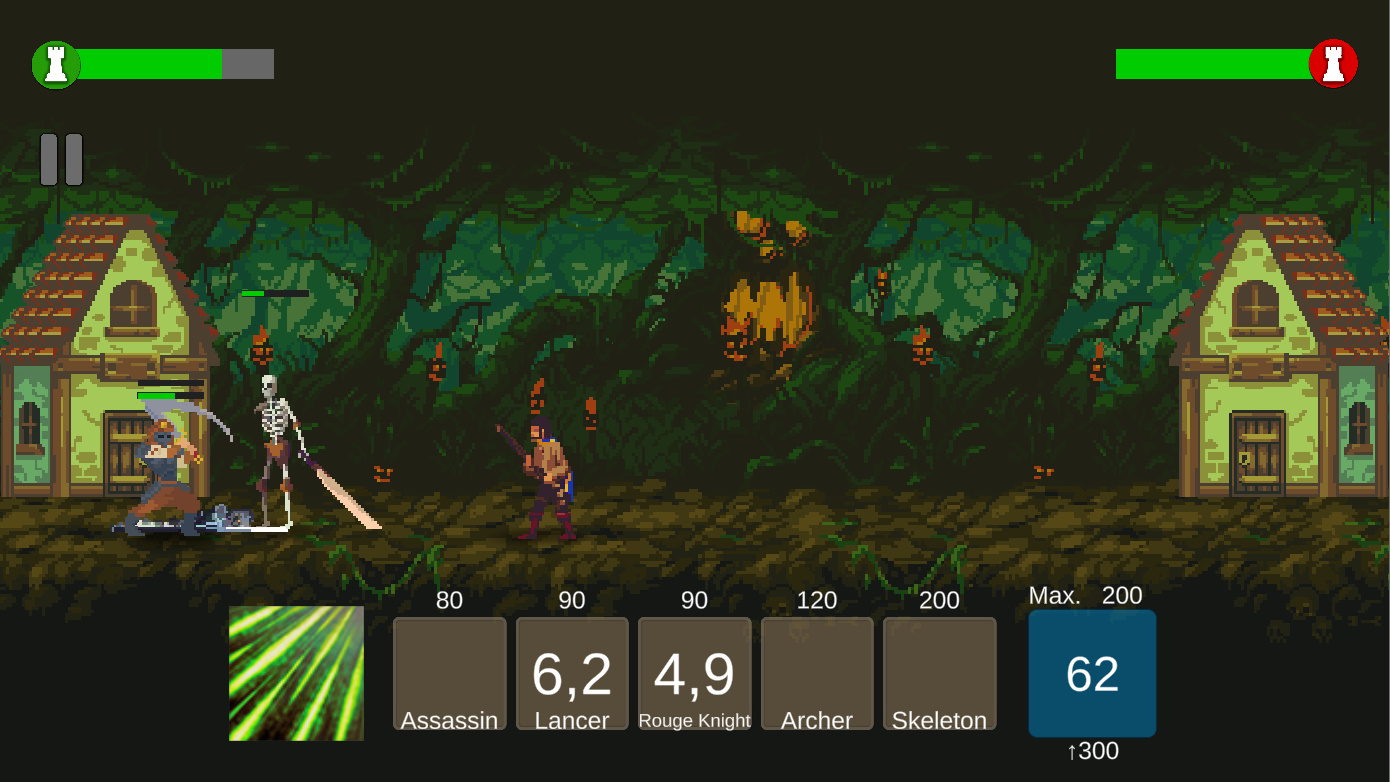 80
90
90
120
200
Max. 200
6,2
4,9
62
Assassin
Lancer
Rouge Knight
Archer
Skeleton
↑300